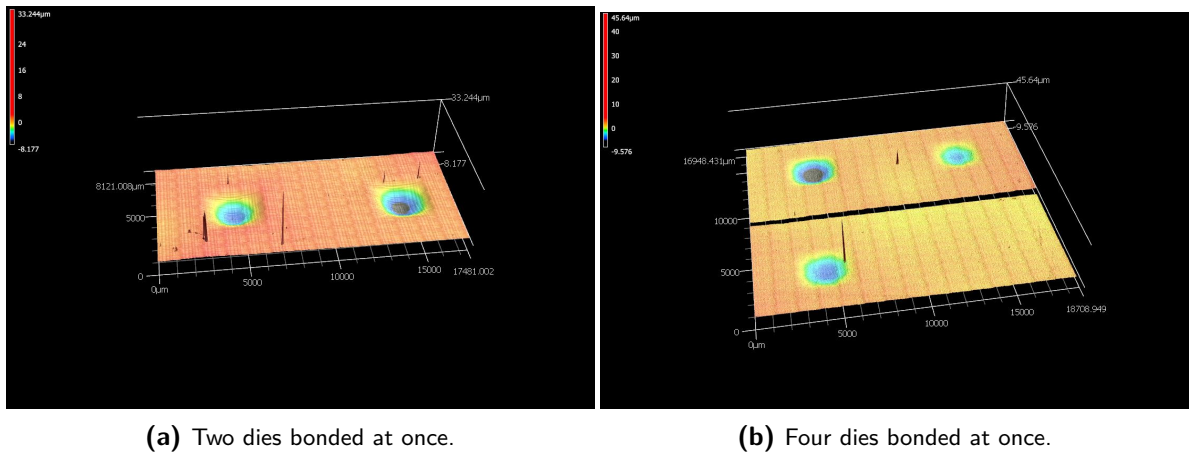 33.244µm
24
16
8
0
-8.177
33.244µm
-8.177
8121.008µm
5000
0
0µm
5000
10000
15000
17481.002
45.64µm
40
30
20
10
0
-9.576
45.64µm
-9.576
16948.431µm
10000
5000
0
0µm
5000
10000
15000
18708.949
(a) Two dies bonded at once.
(b) Four dies bonded at once.